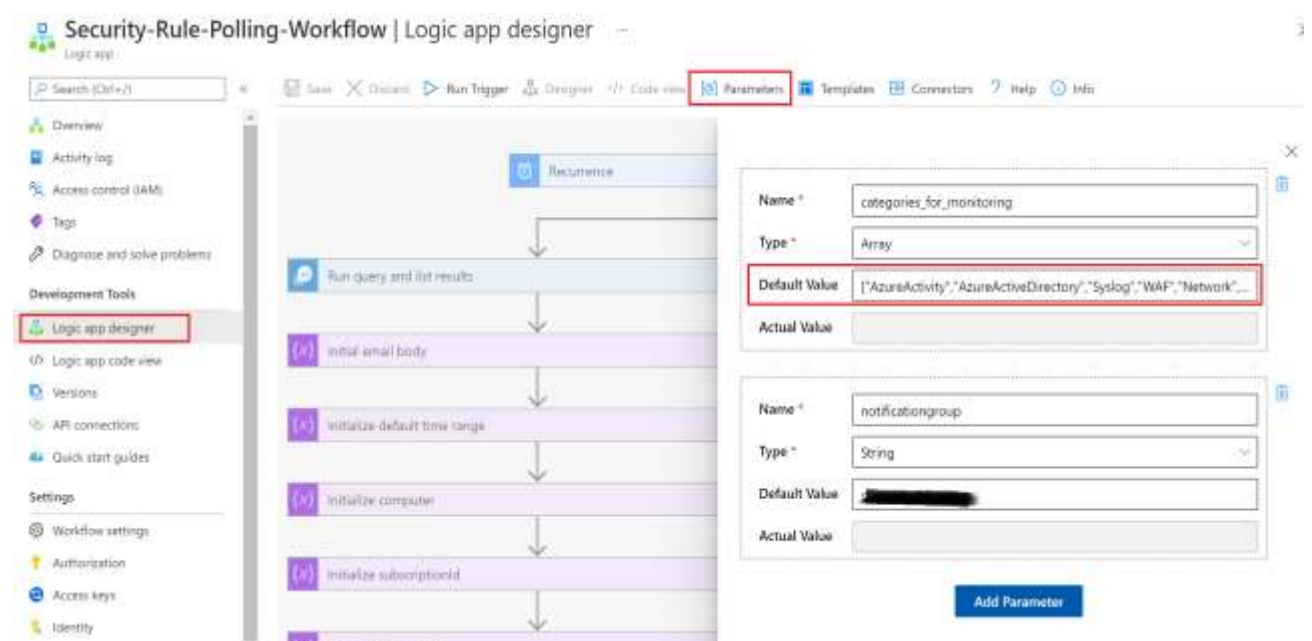 Security-Rule-Polling-Workflow | Logic app designer ...
Logic app
Search (Ctrl+/) «
Save Discard Run Trigger Designer </> Code view [@] Parameters Templates Connectors ? Help Info
Overview
Activity log
Access control (IAM)
Tags
Diagnose and solve problems
Development Tools
Logic app designer
</> Logic app code view
Versions
API connections
Quick start guides
Settings
Workflow settings
Authorization
Access keys
Identity
Recurrence
Run query and list results
{x} Initial email body
{x} Initialize default time range
{x} Initialize computer
{x} Initialize subscriptionId
Name * categories_for_monitoring
Type * Array
Default Value ["AzureActivity","AzureActiveDirectory","Syslog","WAF","Network",...
Actual Value
Name * notificationgroup
Type * String
Default Value
Actual Value
Add Parameter